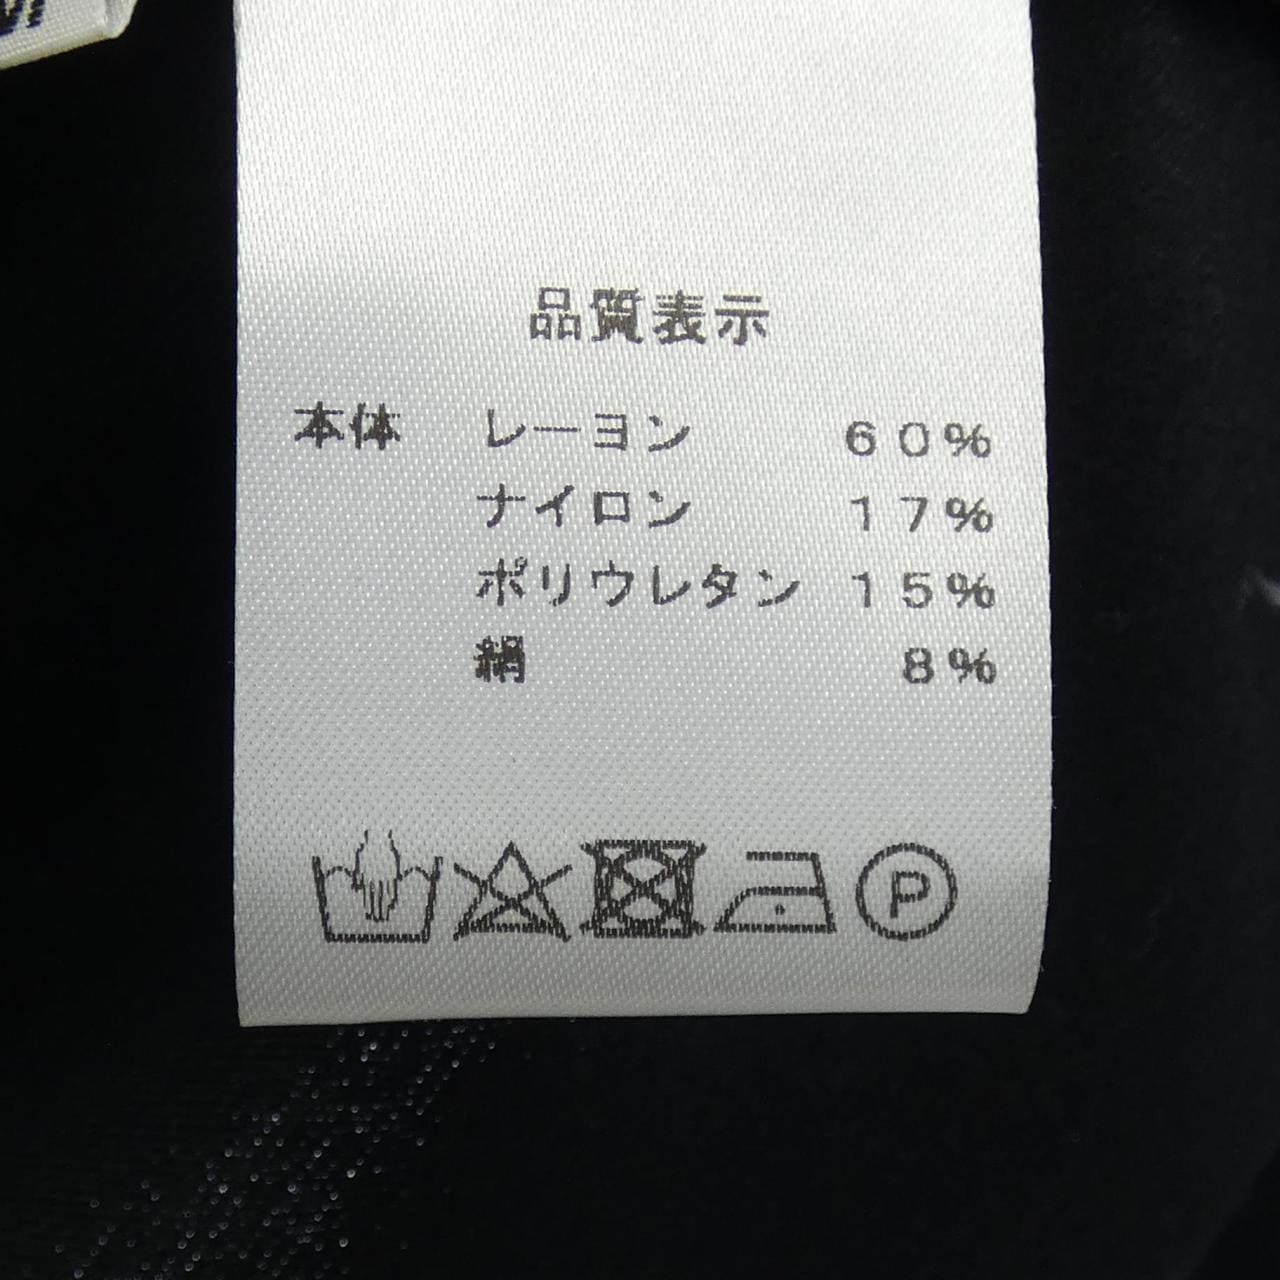 品質表示
本体 レーヨン 60%
ナイロン 17%
ポリウレタン 15%
絹 8%
P